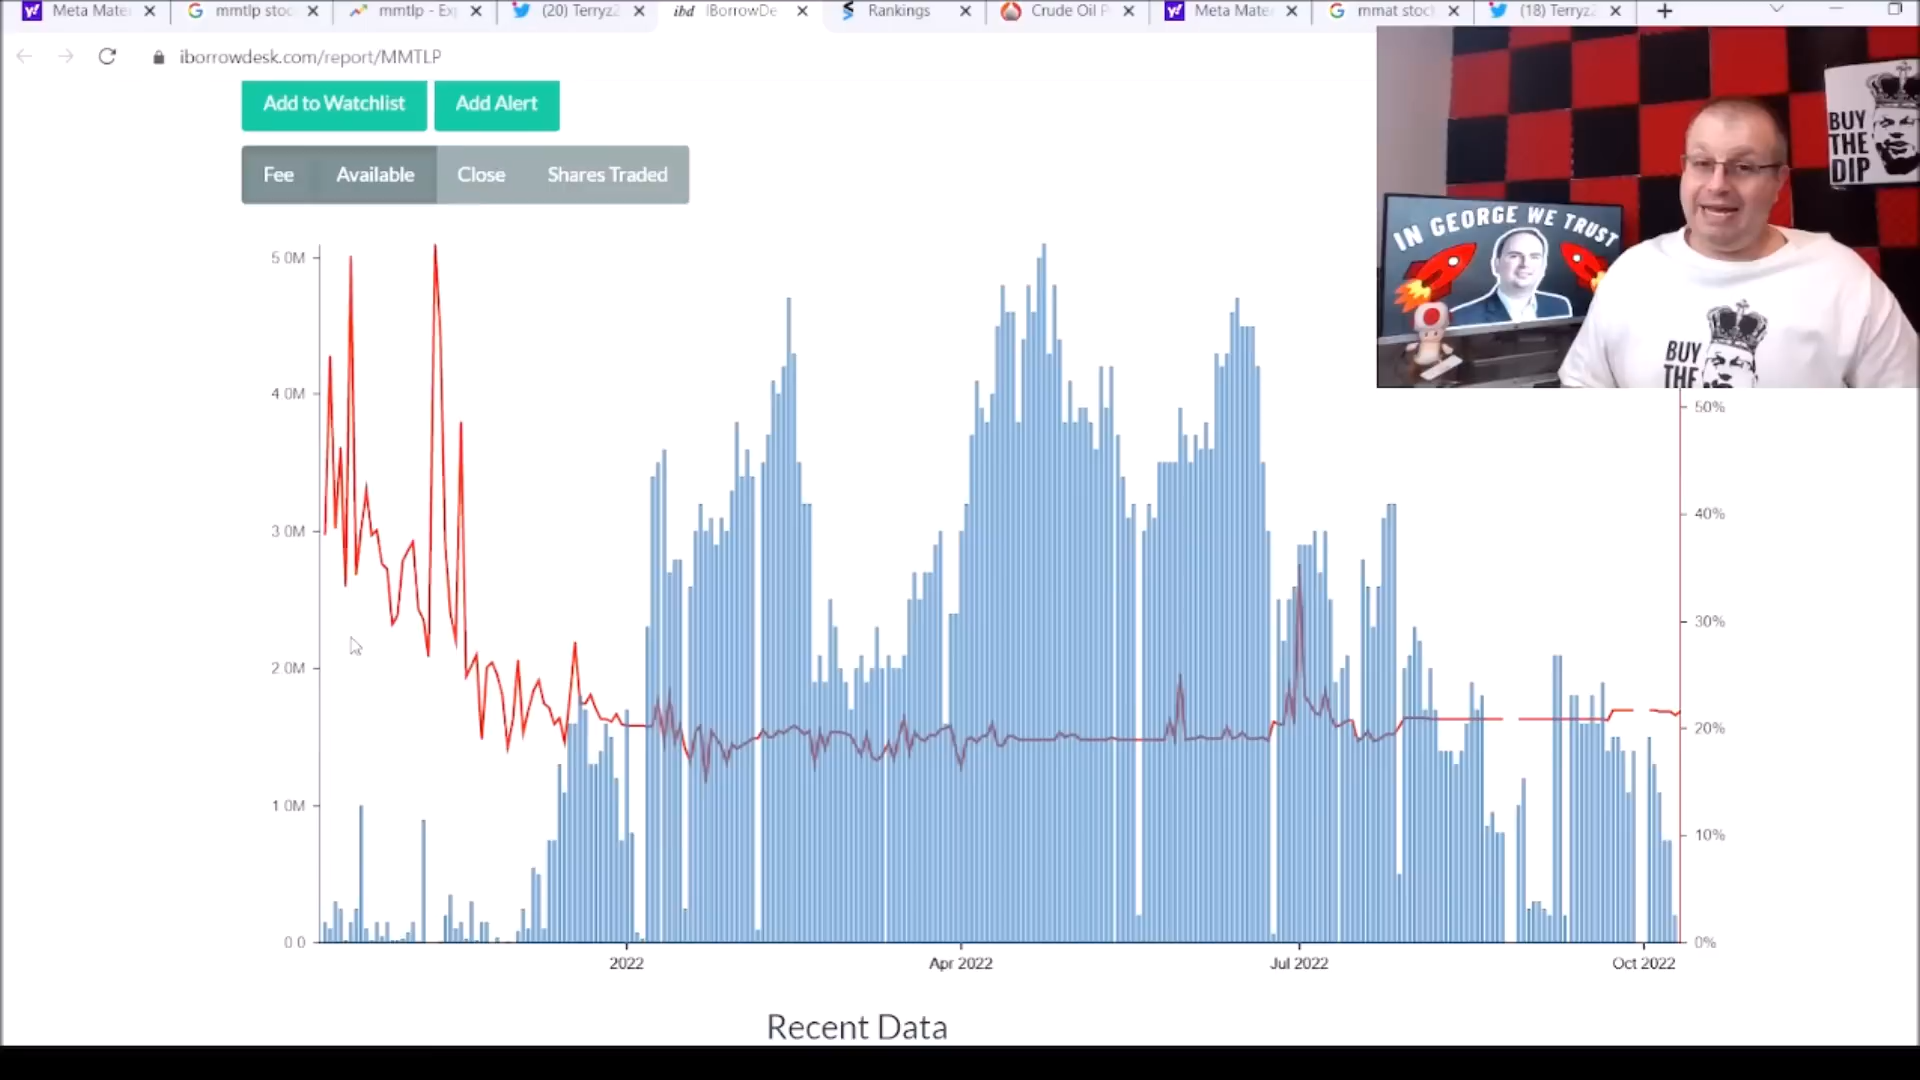 Meta Mate
mmtlp stoc
mmtlp - Ex
(20) Terryz
ibd IBorrowDe
Rankings
Crude Oil P
Meta Mate
mmat stoc
(18) Terryz
iborrowdesk.com/report/MMTLP
Add to Watchlist
Add Alert
Fee
Available
Close
Shares Traded
5.0M
4.0M
3.0M
2.0M
1.0M
0.0
50%
40%
30%
20%
10%
0%
2022
Apr 2022
Jul 2022
Oct 2022
Recent Data
IN GEORGE WE TRUST
BUY
THE
DIP
BUY
THE